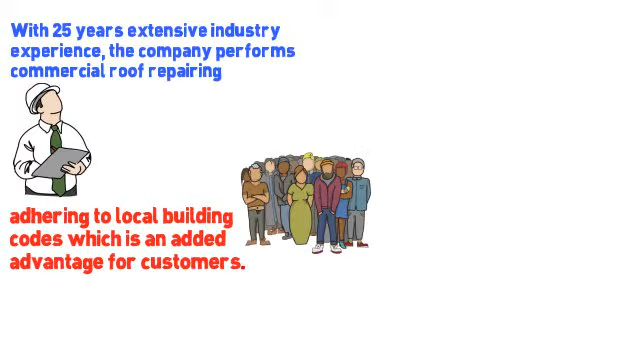 With 25 years extensive industry
experience, the company performs
commercial roof repairing
adhering to local building
codes which is an added
advantage for customers.